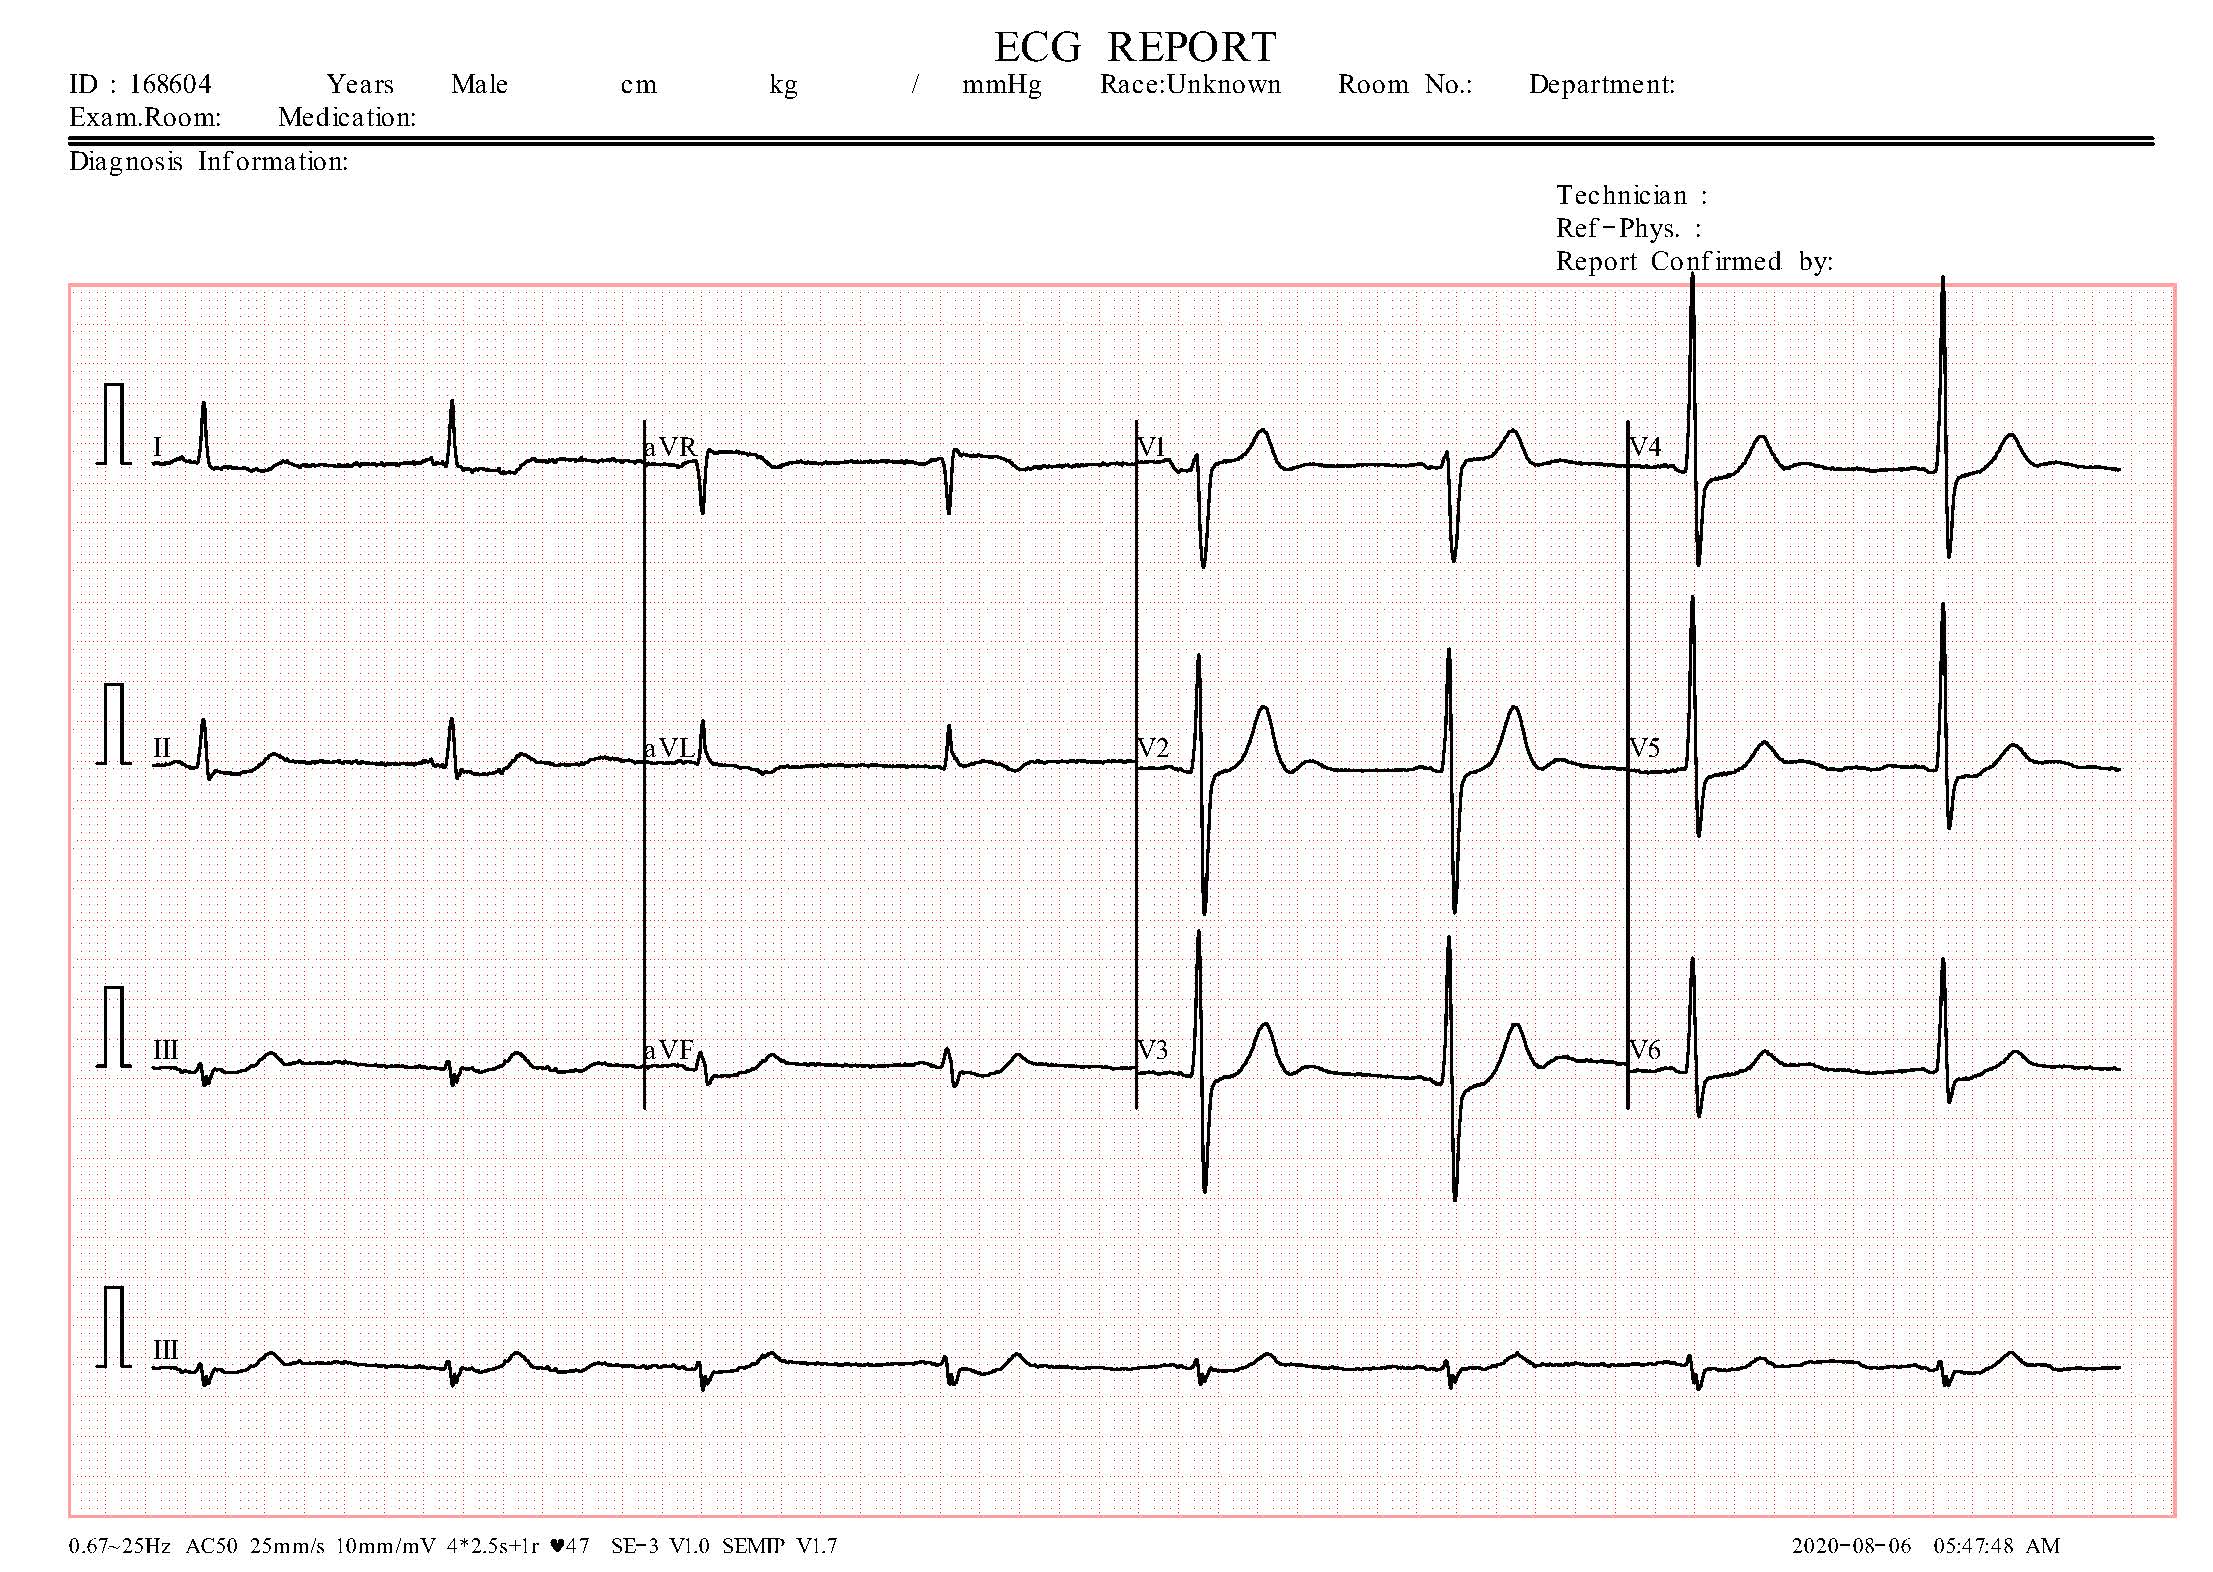 ECG REPORT
ID : 168604 Years Male cm kg / mmHg Race:Unknown Room No.: Department:
Exam.Room: Medication:
Diagnosis Information:
Technician :
Ref-Phys. :
Report Confirmed by:
I aVR V1 V4
II aVL V2 V5
III aVF V3 V6
III
0.67~25Hz AC50 25mm/s 10mm/mV 4*2.5s+1r ♥47 SE-3 V1.0 SEMIP V1.7 2020-08-06 05:47:48 AM